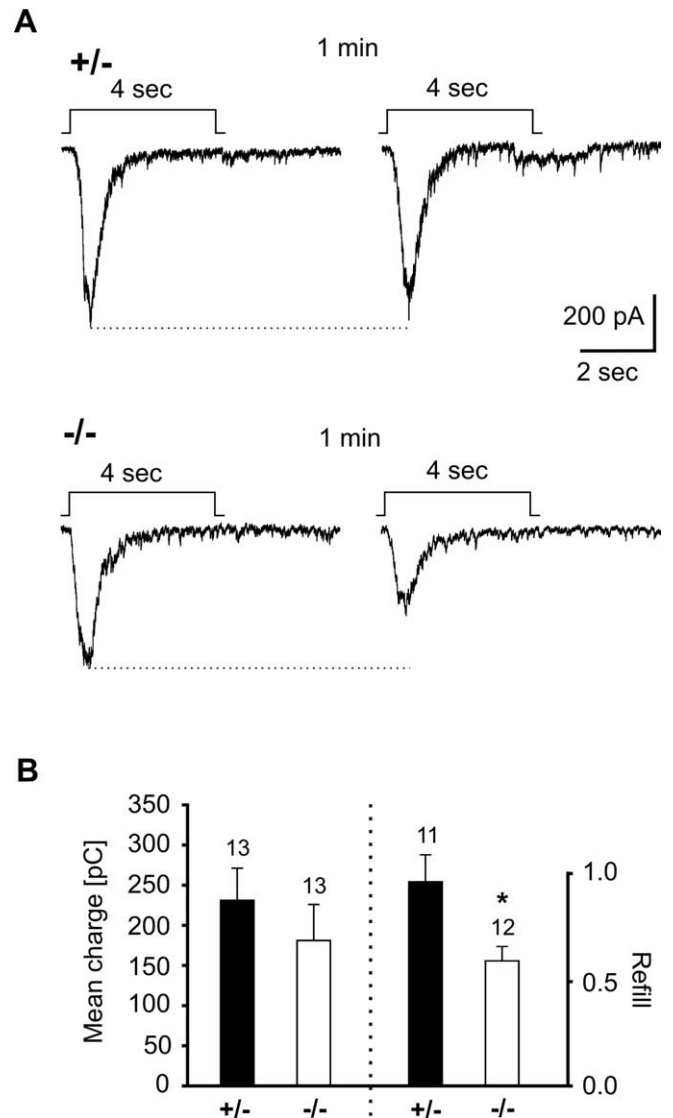 A
+/-
1 min
4 sec
4 sec
200 pA
2 sec
-/-
1 min
4 sec
4 sec
B
Mean charge [pC]
350
300
250
200
150
100
50
0
13
13
11
*
12
1.0
0.5
0.0
Refill
+/-
-/-
+/-
-/-